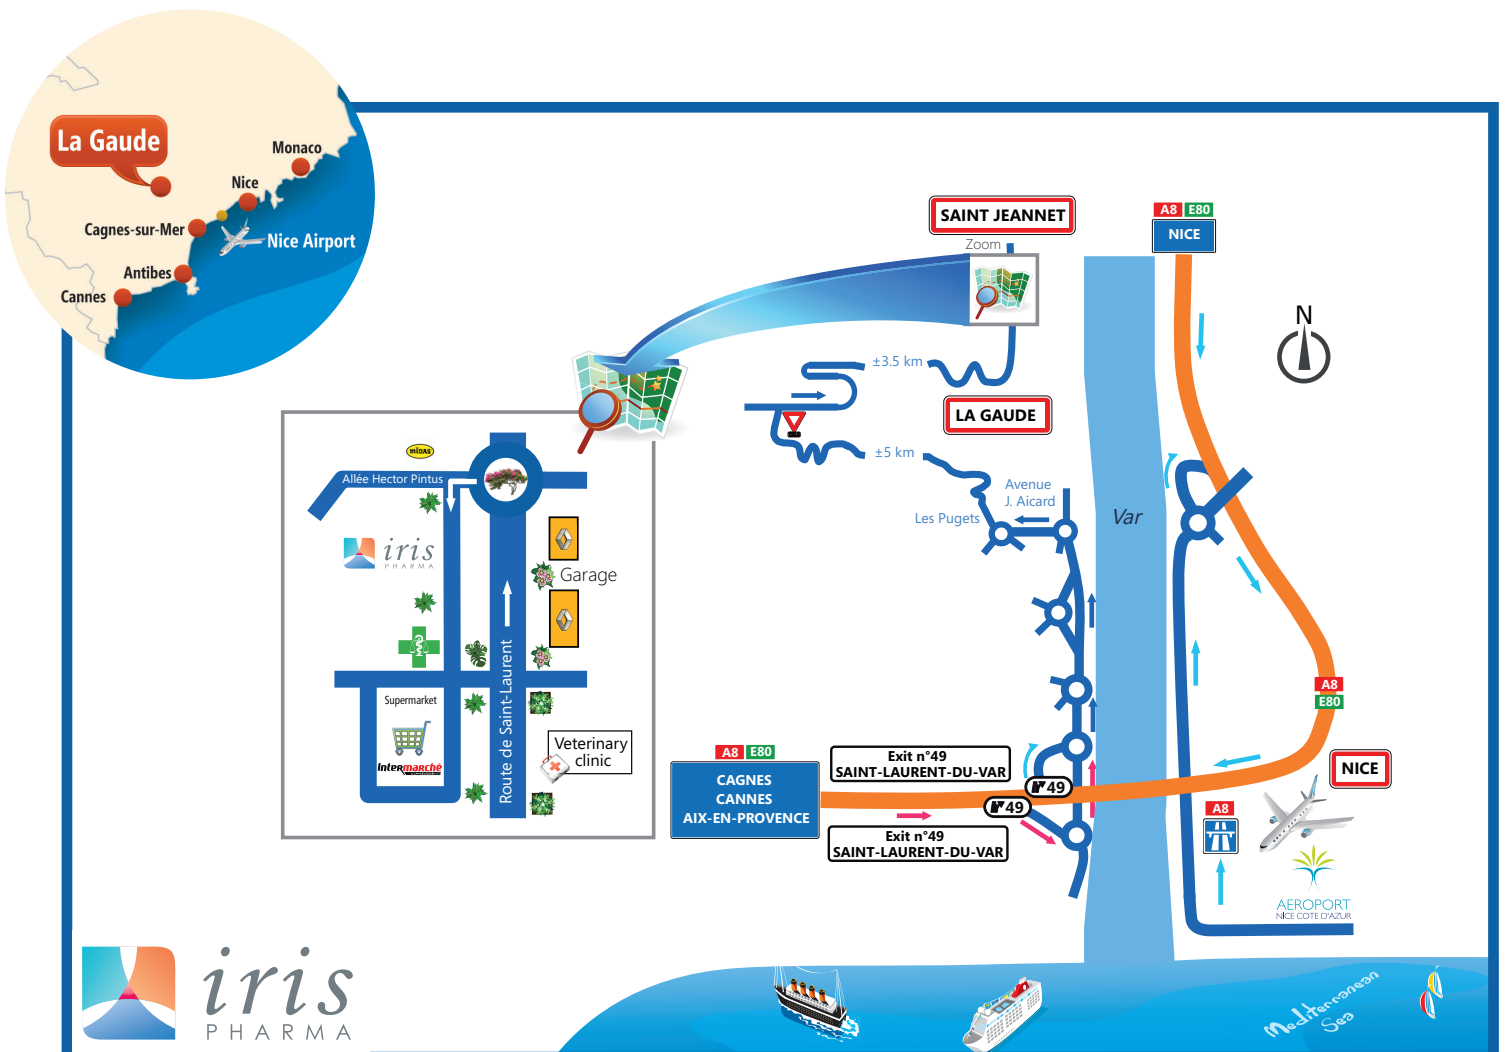 La Gaude
Monaco
Nice
Cagnes-sur-Mer
Nice Airport
Antibes
Cannes
SAINT JEANNET
Zoom
A8 E80
NICE
N
±3.5 km
LA GAUDE
±5 km
Avenue
J. Aicard
Les Pugets
Var
MIDAS
Allée Hector Pintus
iris
PHARMA
Garage
Route de Saint-Laurent
Supermarket
Intermarché
Veterinary
clinic
A8 E80
CAGNES
CANNES
AIX-EN-PROVENCE
Exit n°49
SAINT-LAURENT-DU-VAR
49
49
Exit n°49
SAINT-LAURENT-DU-VAR
A8
E80
NICE
A8
AEROPORT
NICE COTE D'AZUR
iris
PHARMA
Mediterranean
Sea